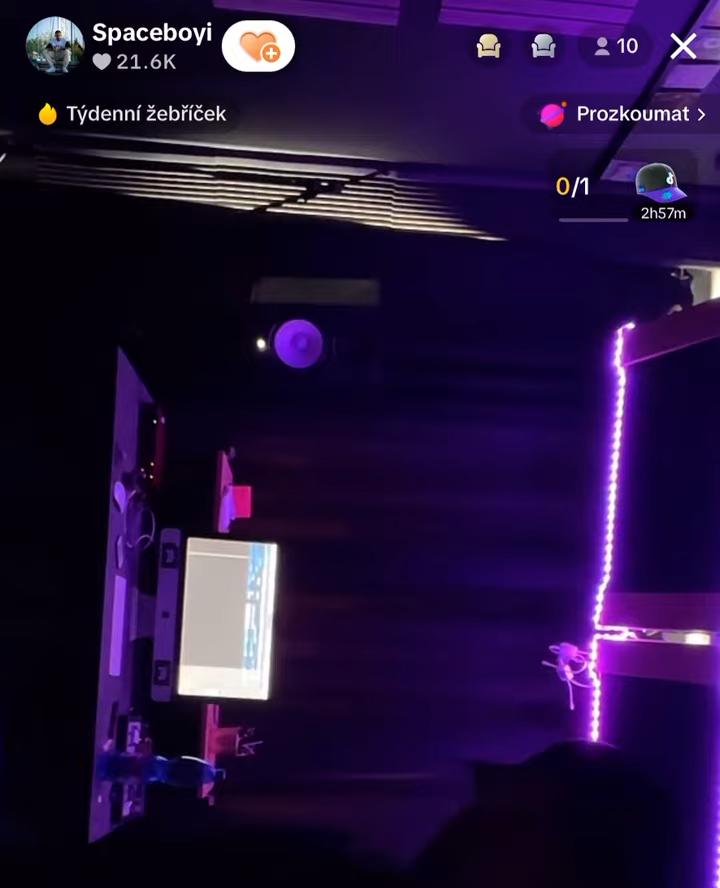 Spaceboyi
21.6K
10
Týdenní žebříček
Prozkoumat
0/1
2h57m